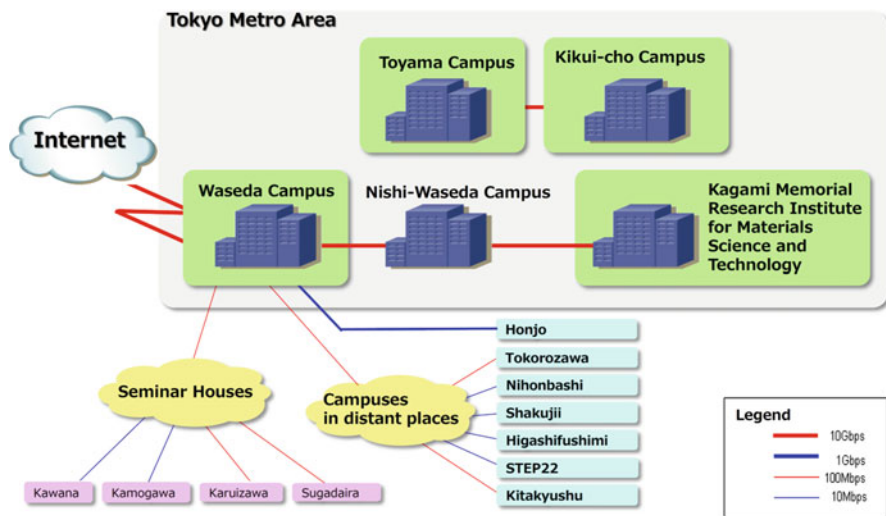 Tokyo Metro Area
Toyama Campus
Kikui-cho Campus
Internet
Waseda Campus
Nishi-Waseda Campus
Kagami Memorial
Research Institute
for Materials
Science and
Technology
Honjo
Tokorozawa
Nihonbashi
Shakujii
Higashifushimi
STEP22
Kitakyushu
Seminar Houses
Campuses
in distant places
Kawana
Kamogawa
Karuizawa
Sugadaira
Legend
10Gbps
1Gbps
100Mbps
10Mbps